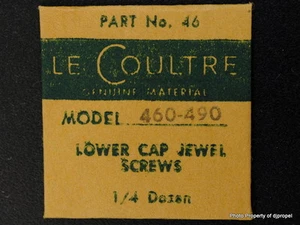 PART No. 46
LE COULTRE
GENUINE MATERIAL
MODEL 460-490
LOWER CAP JEWEL
SCREWS
1/4 Dozen
Photo Property of djpropel